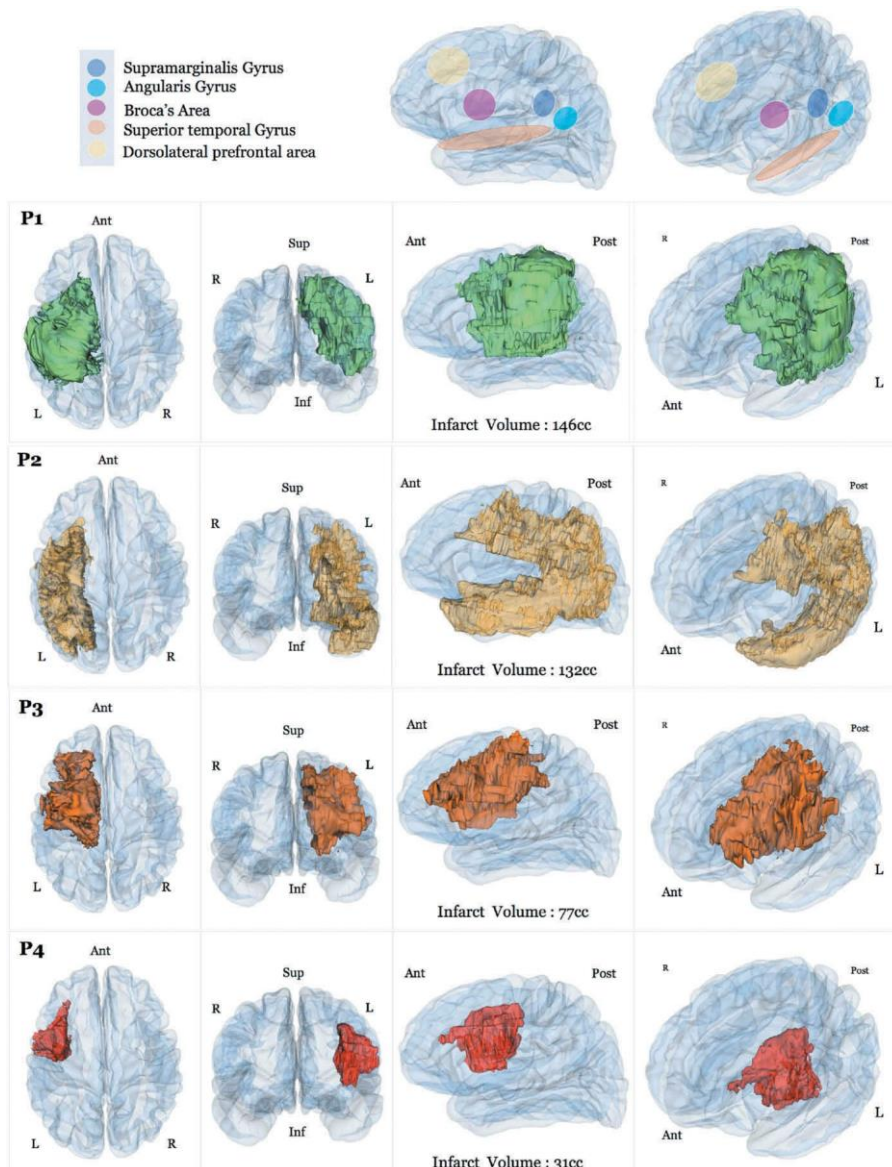 Supramarginalis Gyrus
Angularis Gyrus
Broca's Area
Superior temporal Gyrus
Dorsolateral prefrontal area
P1
Ant
L
R
Sup
R
L
Inf
Ant
Post
Infarct Volume : 146cc
R
Post
Ant
L
P2
Ant
L
R
Sup
R
L
Inf
Ant
Post
Infarct Volume : 132cc
R
Post
Ant
L
P3
Ant
L
R
Sup
R
L
Inf
Ant
Post
Infarct Volume : 77cc
R
Post
Ant
L
P4
Ant
L
R
Sup
R
L
Inf
Ant
Post
Infarct Volume : 31cc
R
Post
Ant
L